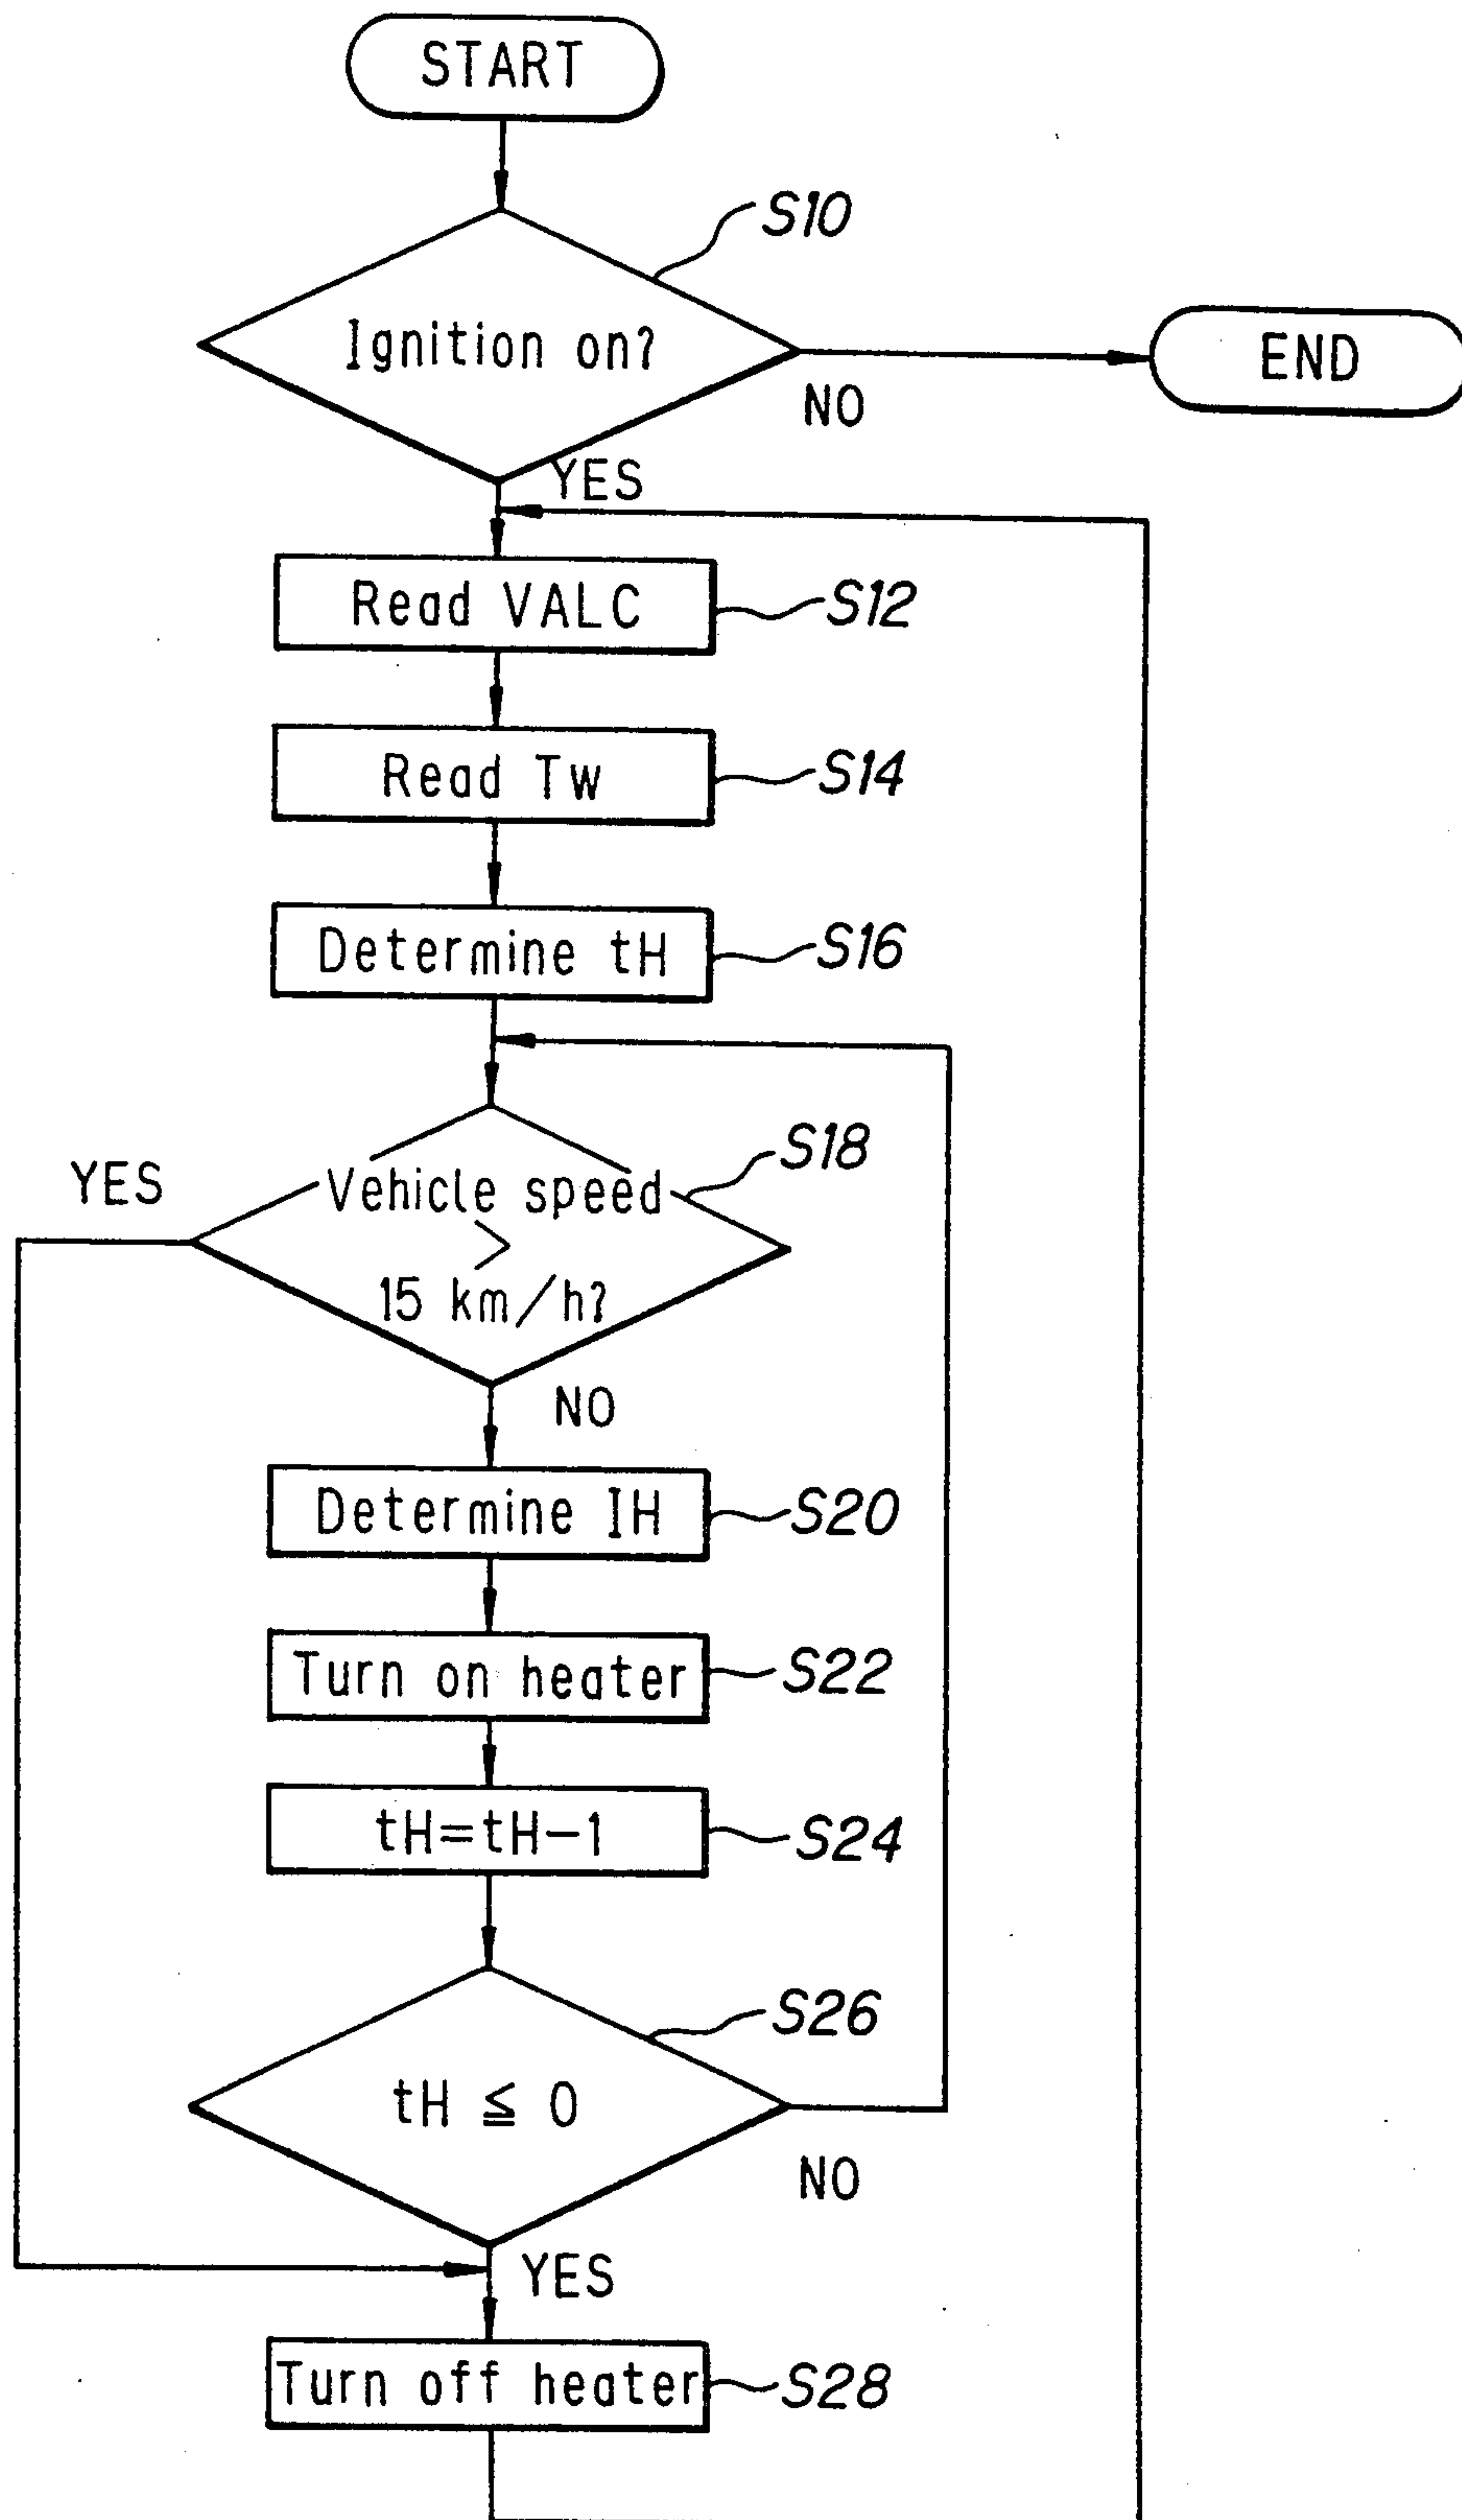 START
S10
Ignition on?
END
NO
YES
Read VALC
S12
Read Tw
S14
Determine tH
S16
S18
YES
Vehicle speed
>
15 km/h?
NO
Determine IH
S20
Turn on heater
S22
tH=tH-1
S24
S26
tH ≦ 0
NO
YES
Turn off heater
S28